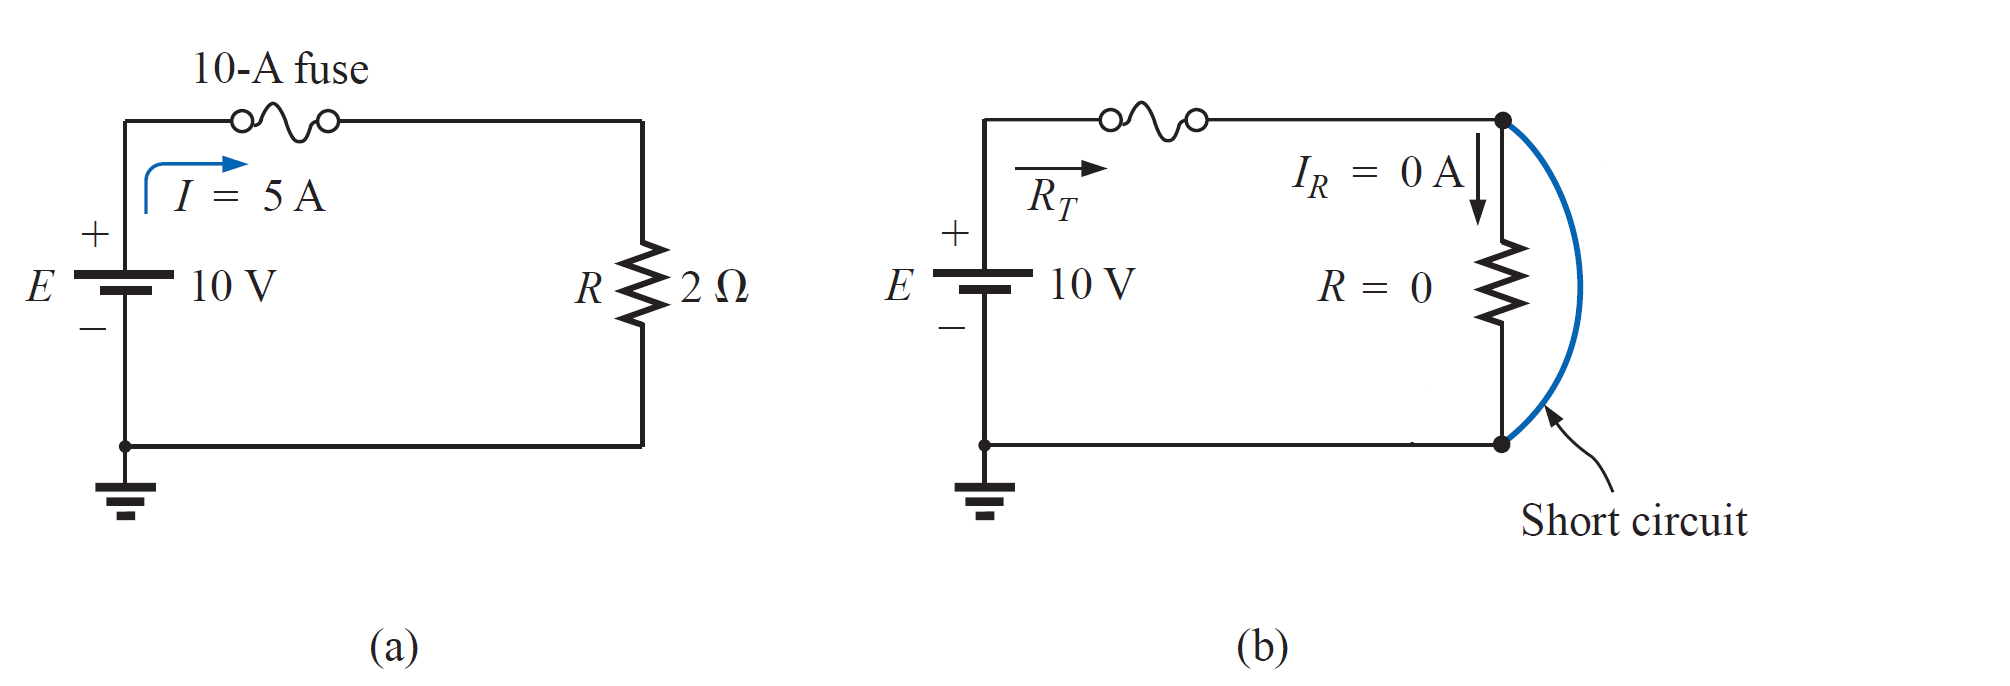 10-A fuse
I = 5 A
+
E
10 V
−
R
2 Ω
(a)
R_T
I_R = 0 A
+
E
10 V
−
R = 0
Short circuit
(b)